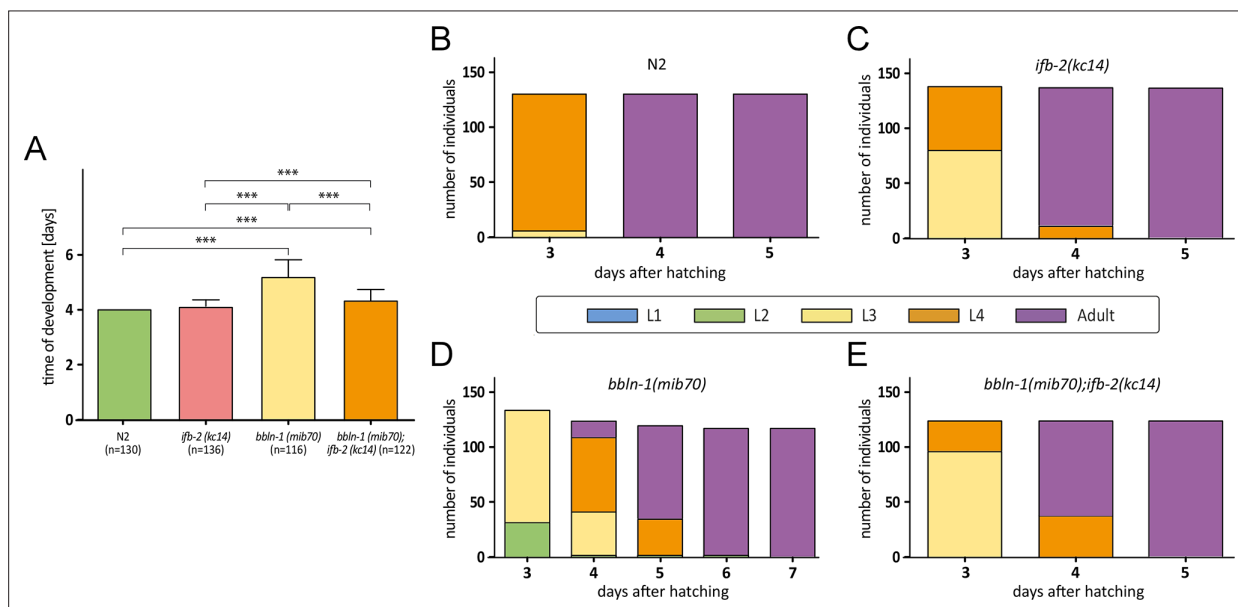 A
time of development [days]
6
4
2
0
***
***
***
***
***
N2
(n=130)
ifb-2 (kc14)
(n=136)
bbln-1 (mib70)
(n=116)
bbln-1 (mib70);
ifb-2 (kc14) (n=122)
B
N2
number of individuals
150
100
50
0
3 4 5
days after hatching
C
ifb-2(kc14)
number of individuals
150
100
50
0
3 4 5
days after hatching
L1 L2 L3 L4 Adult
D
bbln-1(mib70)
number of individuals
150
100
50
0
3 4 5 6 7
days after hatching
E
bbln-1(mib70);ifb-2(kc14)
number of individuals
150
100
50
0
3 4 5
days after hatching